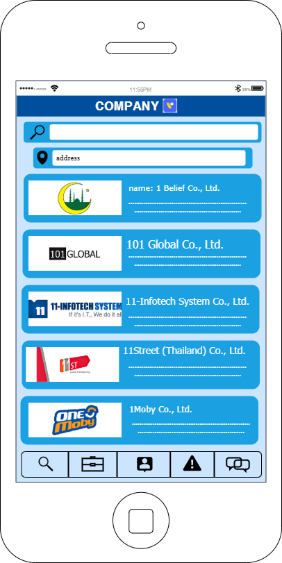 11:55PM
COMPANY
address
name: 1 Belief Co., Ltd.
101 GLOBAL
101 Global Co., Ltd.
11-INFOTECH SYSTEM
If it's I.T., We do it all
11-Infotech System Co., Ltd.
11Street (Thailand) Co., Ltd.
11ST
ONE Moby
1Moby Co., Ltd.